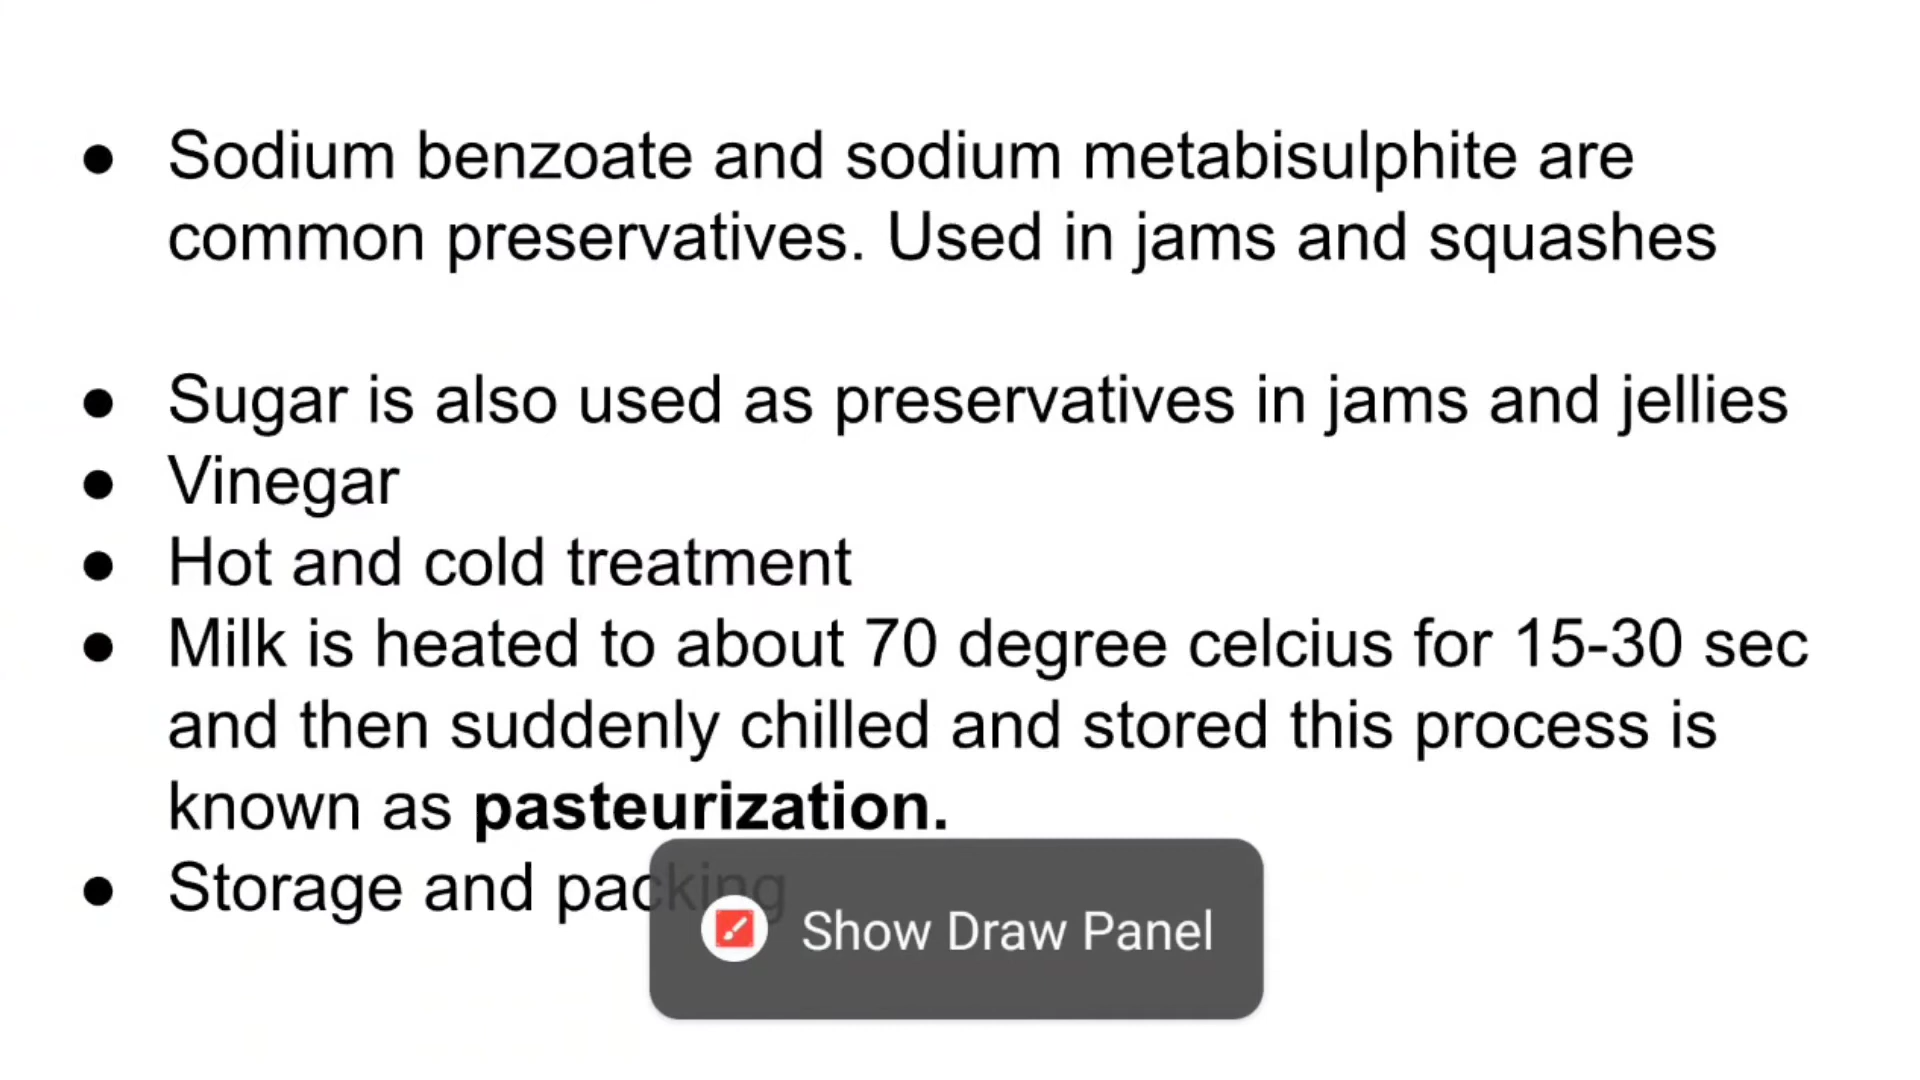 ● Sodium benzoate and sodium metabisulphite are
common preservatives. Used in jams and squashes
● Sugar is also used as preservatives in jams and jellies
● Vinegar
● Hot and cold treatment
● Milk is heated to about 70 degree celcius for 15-30 sec
and then suddenly chilled and stored this process is
known as pasteurization.
● Storage and packing
Show Draw Panel